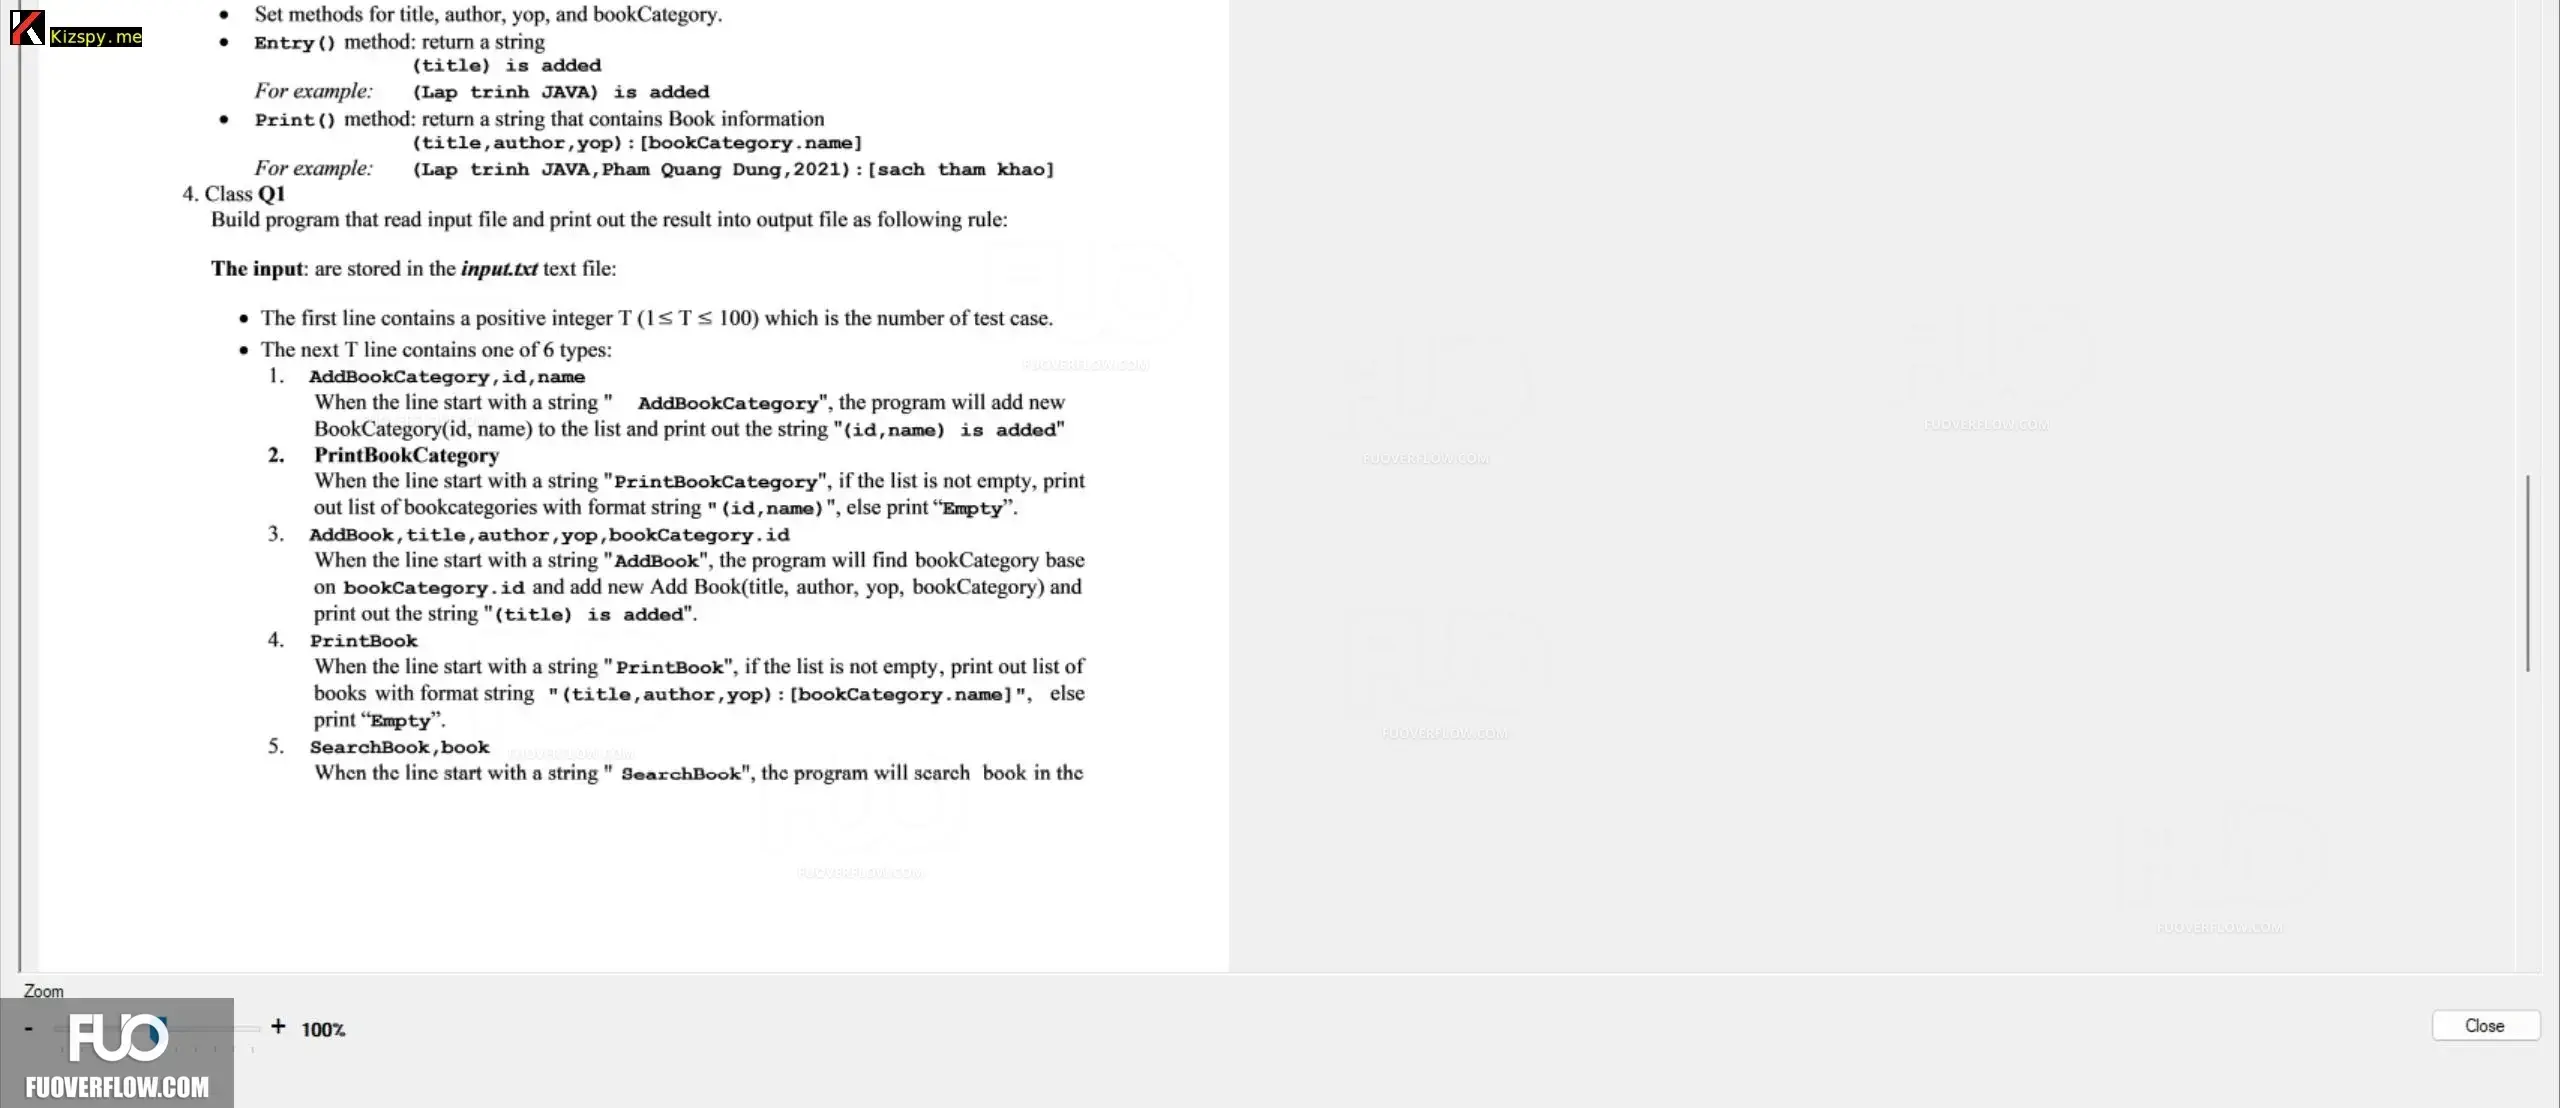 Kizspy.me
• Set methods for title, author, yop, and bookCategory.
• Entry() method: return a string
(title) is added
For example: (Lap trinh JAVA) is added
• Print() method: return a string that contains Book information
(title,author,yop):[bookCategory.name]
For example: (Lap trinh JAVA,Pham Quang Dung,2021):[sach tham khao]
4. Class Q1
Build program that read input file and print out the result into output file as following rule:
The input: are stored in the input.txt text file:
• The first line contains a positive integer T (1≤T≤ 100) which is the number of test case.
• The next T line contains one of 6 types:
1. AddBookCategory,id,name
When the line start with a string " AddBookCategory", the program will add new
BookCategory(id, name) to the list and print out the string "(id,name) is added"
2. PrintBookCategory
When the line start with a string "PrintBookCategory", if the list is not empty, print
out list of bookcategories with format string "(id,name)", else print “Empty”.
3. AddBook,title,author,yop,bookCategory.id
When the line start with a string "AddBook", the program will find bookCategory base
on bookCategory.id and add new Add Book(title, author, yop, bookCategory) and
print out the string "(title) is added".
4. PrintBook
When the line start with a string "PrintBook", if the list is not empty, print out list of
books with format string "(title,author,yop):[bookCategory.name]", else
print “Empty”.
5. SearchBook,book
When the line start with a string " SearchBook", the program will search book in the
FUOVERFLOW.COM
FUOVERFLOW.COM
FUOVERFLOW.COM
FUOVERFLOW.COM
FUOVERFLOW.COM
FUOVERFLOW.COM
FUOVERFLOW.COM
Zoom
- + 100%
Close
FUO
FUOVERFLOW.COM